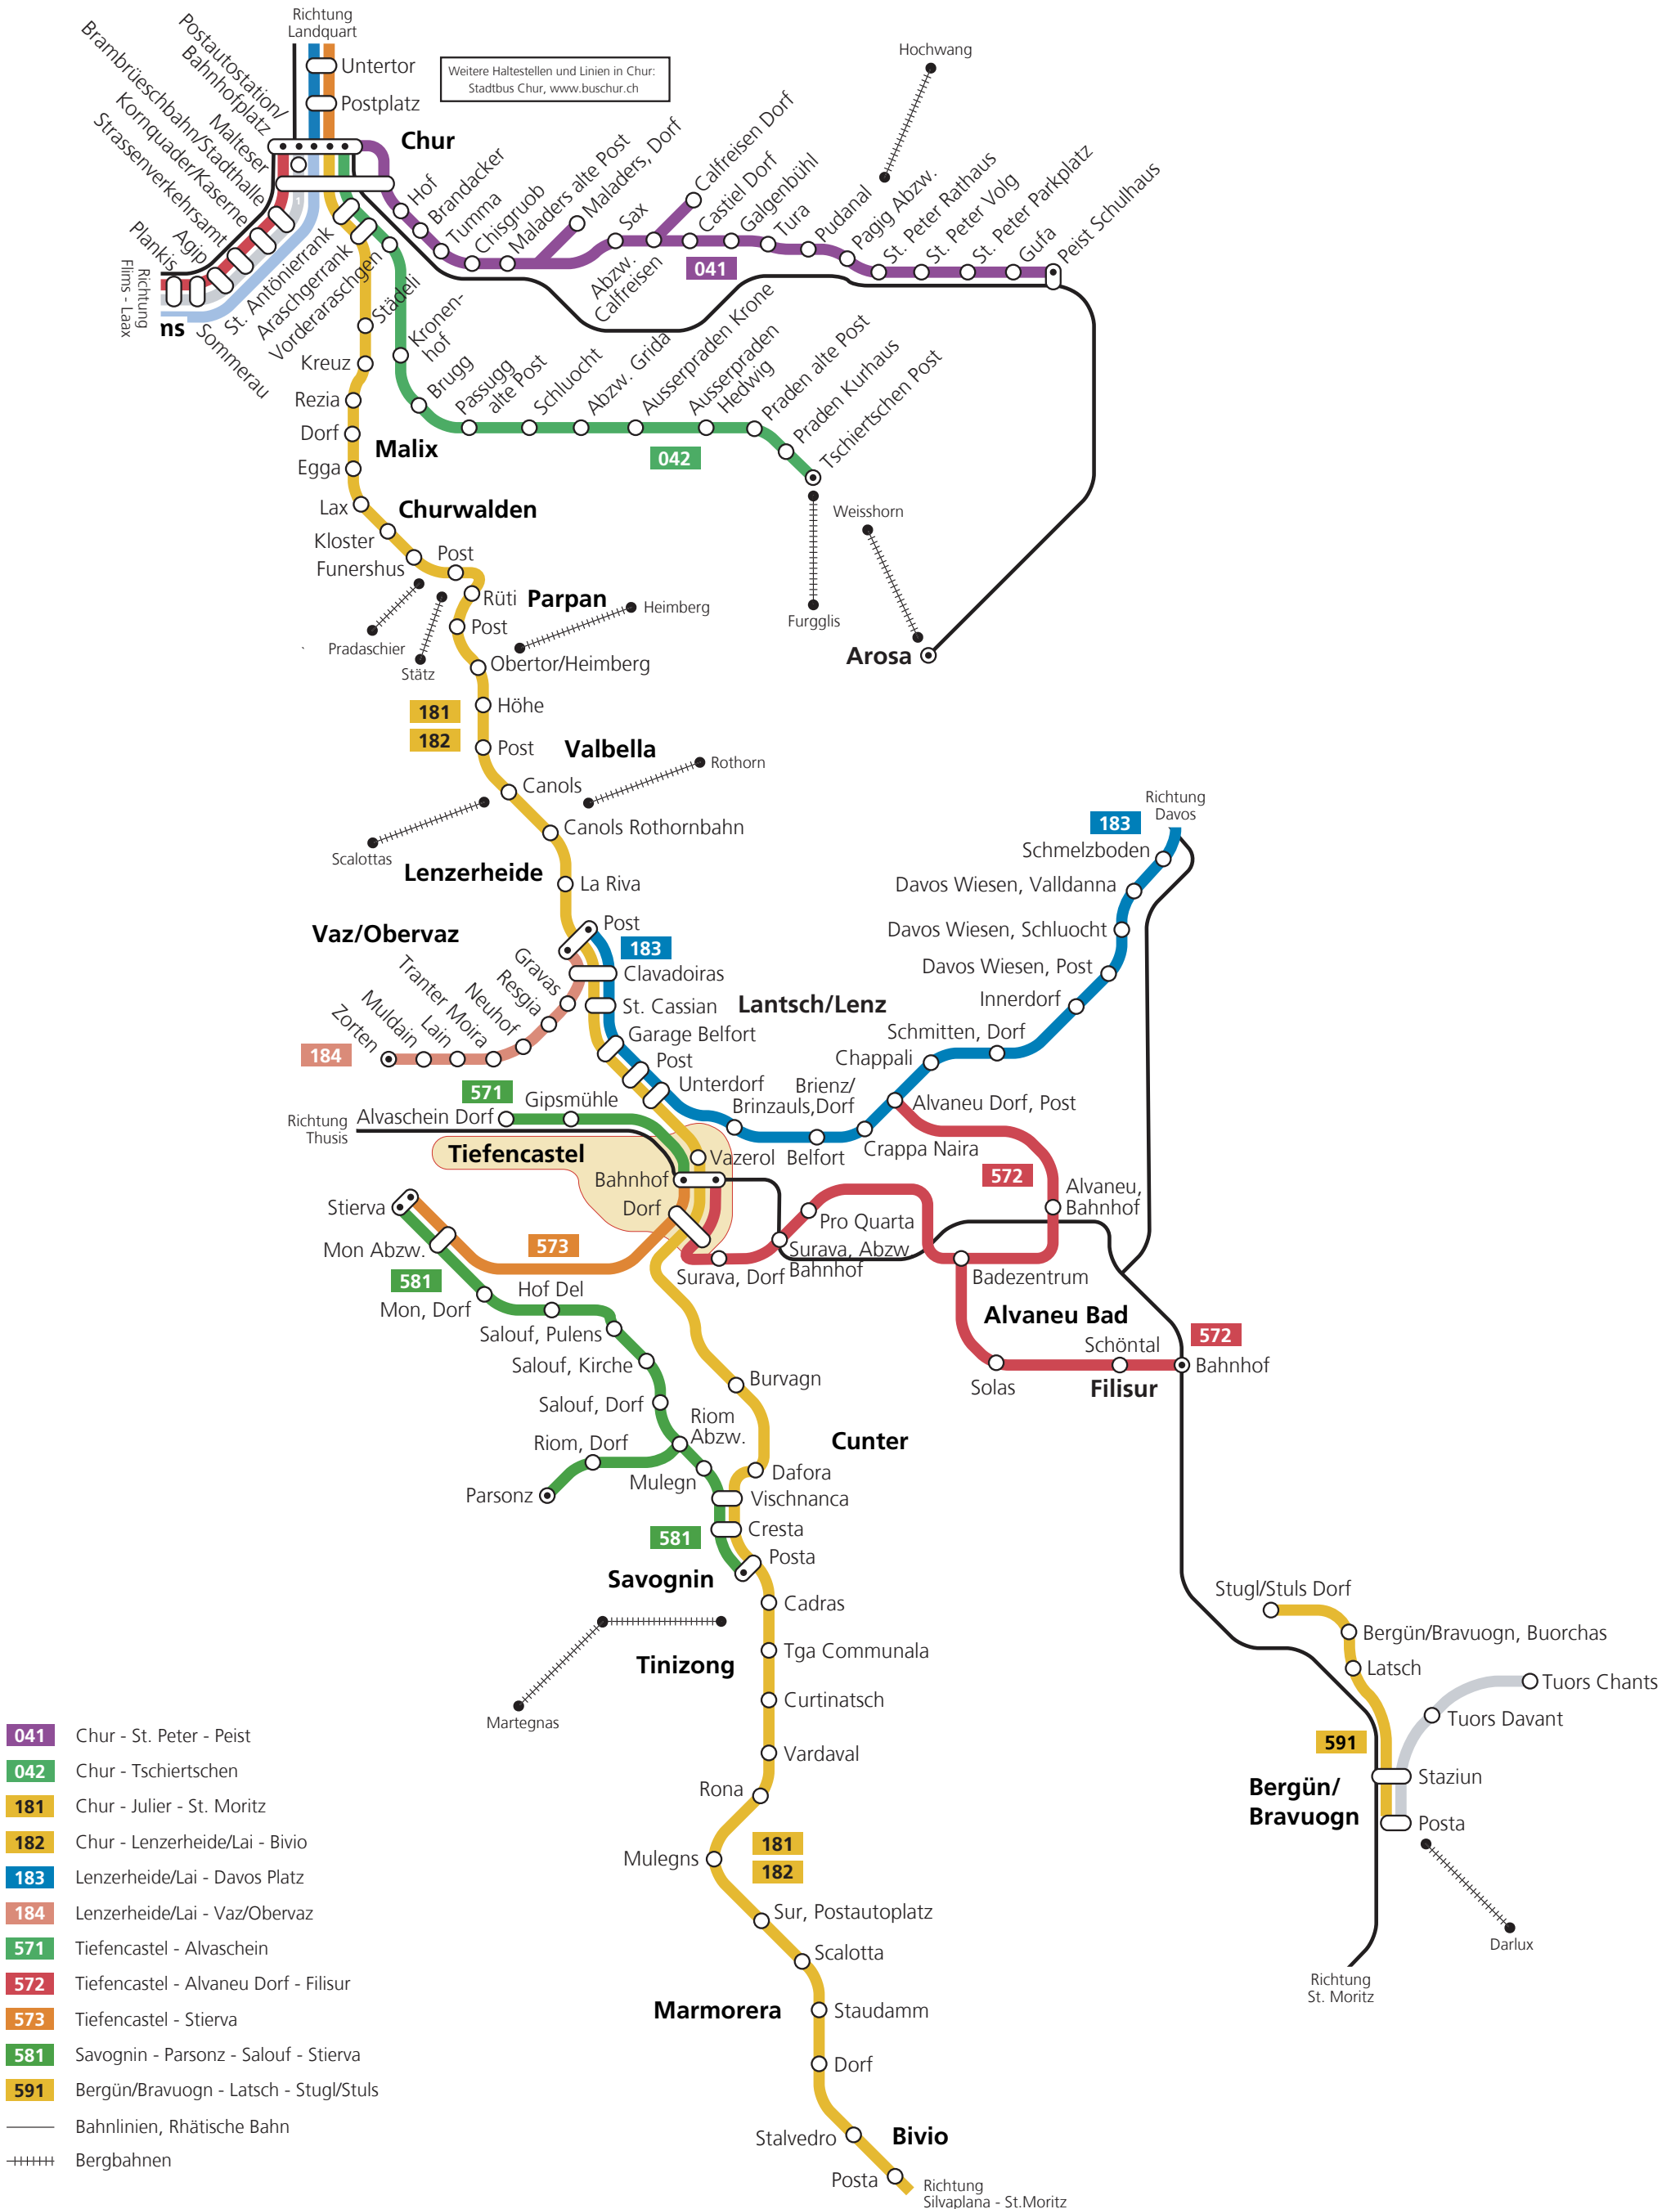 Richtung
Landquart
Untertor
Postplatz
Weitere Haltestellen und Linien in Chur:
Stadtbus Chur, www.buschur.ch
Postautostation/
Bahnhofplatz
Malteser
Brambrüeschbahn/Stadthalle
Kornquader/Kaserne
Strassenverkehrsamt
Agip
Plankis
Richtung
Flims - Laax
ns
Sommerau
Chur
1
St. Antönierrank
Araschgerrank
Vorderaraschgen
Hof
Brandacker
Tumma
Chisgruob
Maladers alte Post
Maladers, Dorf
Sax
Abzw.
Calfreisen
Calfreisen Dorf
Castiel Dorf
Galgenbühl
Tura
Pudanal
Pagig Abzw.
St. Peter Rathaus
St. Peter Volg
St. Peter Parkplatz
Gufa
Peist Schulhaus
041
Hochwang
Städeli
Kreuz
Rezia
Dorf
Egga
Malix
Kronen-
hof
Brugg
Passugg
alte Post
Schluocht
Abzw. Grida
Ausserpraden Krone
Ausserpraden
Hedwig
Praden alte Post
Praden Kurhaus
Tschiertschen Post
042
Furgglis
Weisshorn
Arosa
Lax
Churwalden
Kloster
Funershus
Post
Rüti
Parpan
Post
Pradaschier
Stätz
Heimberg
Obertor/Heimberg
Höhe
181
182
Post
Valbella
Rothorn
Canols
Canols Rothornbahn
Scalottas
Lenzerheide
La Riva
Post
183
Vaz/Obervaz
Clavadoiras
St. Cassian
Gravas
Resgia
Neuhof
Tranter Moira
Lain
Muldain
Zorten
184
Lantsch/Lenz
Garage Belfort
Post
Unterdorf
Brienz/
Brinzauls,Dorf
Belfort
Crappa Naira
Alvaneu Dorf, Post
Chappali
Schmitten, Dorf
Innerdorf
Davos Wiesen, Post
Davos Wiesen, Schluocht
Davos Wiesen, Valldanna
Schmelzboden
183
Richtung
Davos
571
Gipsmühle
Alvaschein Dorf
Richtung
Thusis
Tiefencastel
Vazerol
Bahnhof
Dorf
Stierva
Mon Abzw.
573
581
Mon, Dorf
Hof Del
Salouf, Pulens
Salouf, Kirche
Salouf, Dorf
Riom
Abzw.
Riom, Dorf
Parsonz
Mulegn
Surava, Dorf
Surava, Abzw
Bahnhof
Pro Quarta
572
Alvaneu,
Bahnhof
Badezentrum
Alvaneu Bad
Solas
Schöntal
Filisur
572
Bahnhof
Burvagn
Cunter
Dafora
Vischnanca
Cresta
581
Posta
Savognin
Cadras
Tga Communala
Tinizong
Curtinatsch
Martegnas
Vardaval
Rona
Mulegns
181
182
Sur, Postautoplatz
Scalotta
Marmorera
Staudamm
Dorf
Stalvedro
Bivio
Posta
Richtung
Silvaplana - St.Moritz
Stugl/Stuls Dorf
Bergün/Bravuogn, Buorchas
Latsch
Tuors Chants
Tuors Davant
591
Staziun
Bergün/
Bravuogn
Posta
Darlux
Richtung
St. Moritz
041 Chur - St. Peter - Peist
042 Chur - Tschiertschen
181 Chur - Julier - St. Moritz
182 Chur - Lenzerheide/Lai - Bivio
183 Lenzerheide/Lai - Davos Platz
184 Lenzerheide/Lai - Vaz/Obervaz
571 Tiefencastel - Alvaschein
572 Tiefencastel - Alvaneu Dorf - Filisur
573 Tiefencastel - Stierva
581 Savognin - Parsonz - Salouf - Stierva
591 Bergün/Bravuogn - Latsch - Stugl/Stuls
Bahnlinien, Rhätische Bahn
Bergbahnen